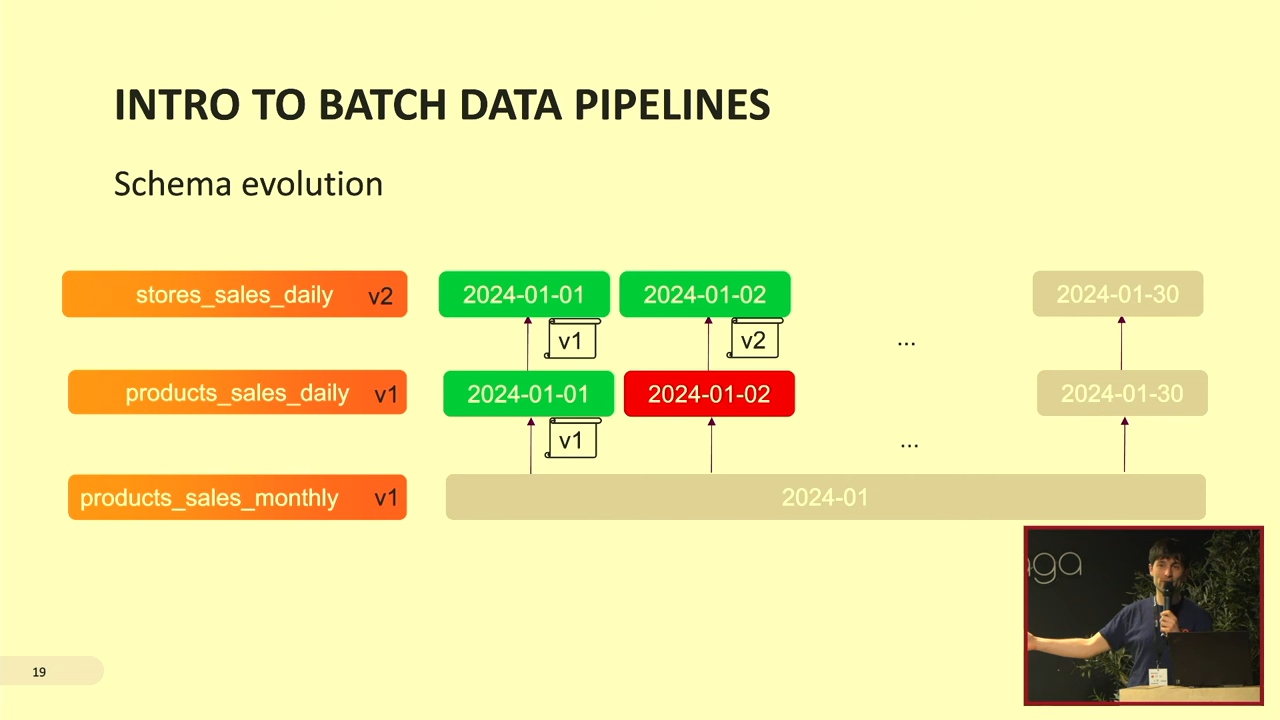 INTRO TO BATCH DATA PIPELINES
Schema evolution
stores_sales_daily v2 2024-01-01 2024-01-02 2024-01-30
v1 v2 ...
products_sales_daily v1 2024-01-01 2024-01-02 2024-01-30
v1 ...
products_sales_monthly v1 2024-01
19